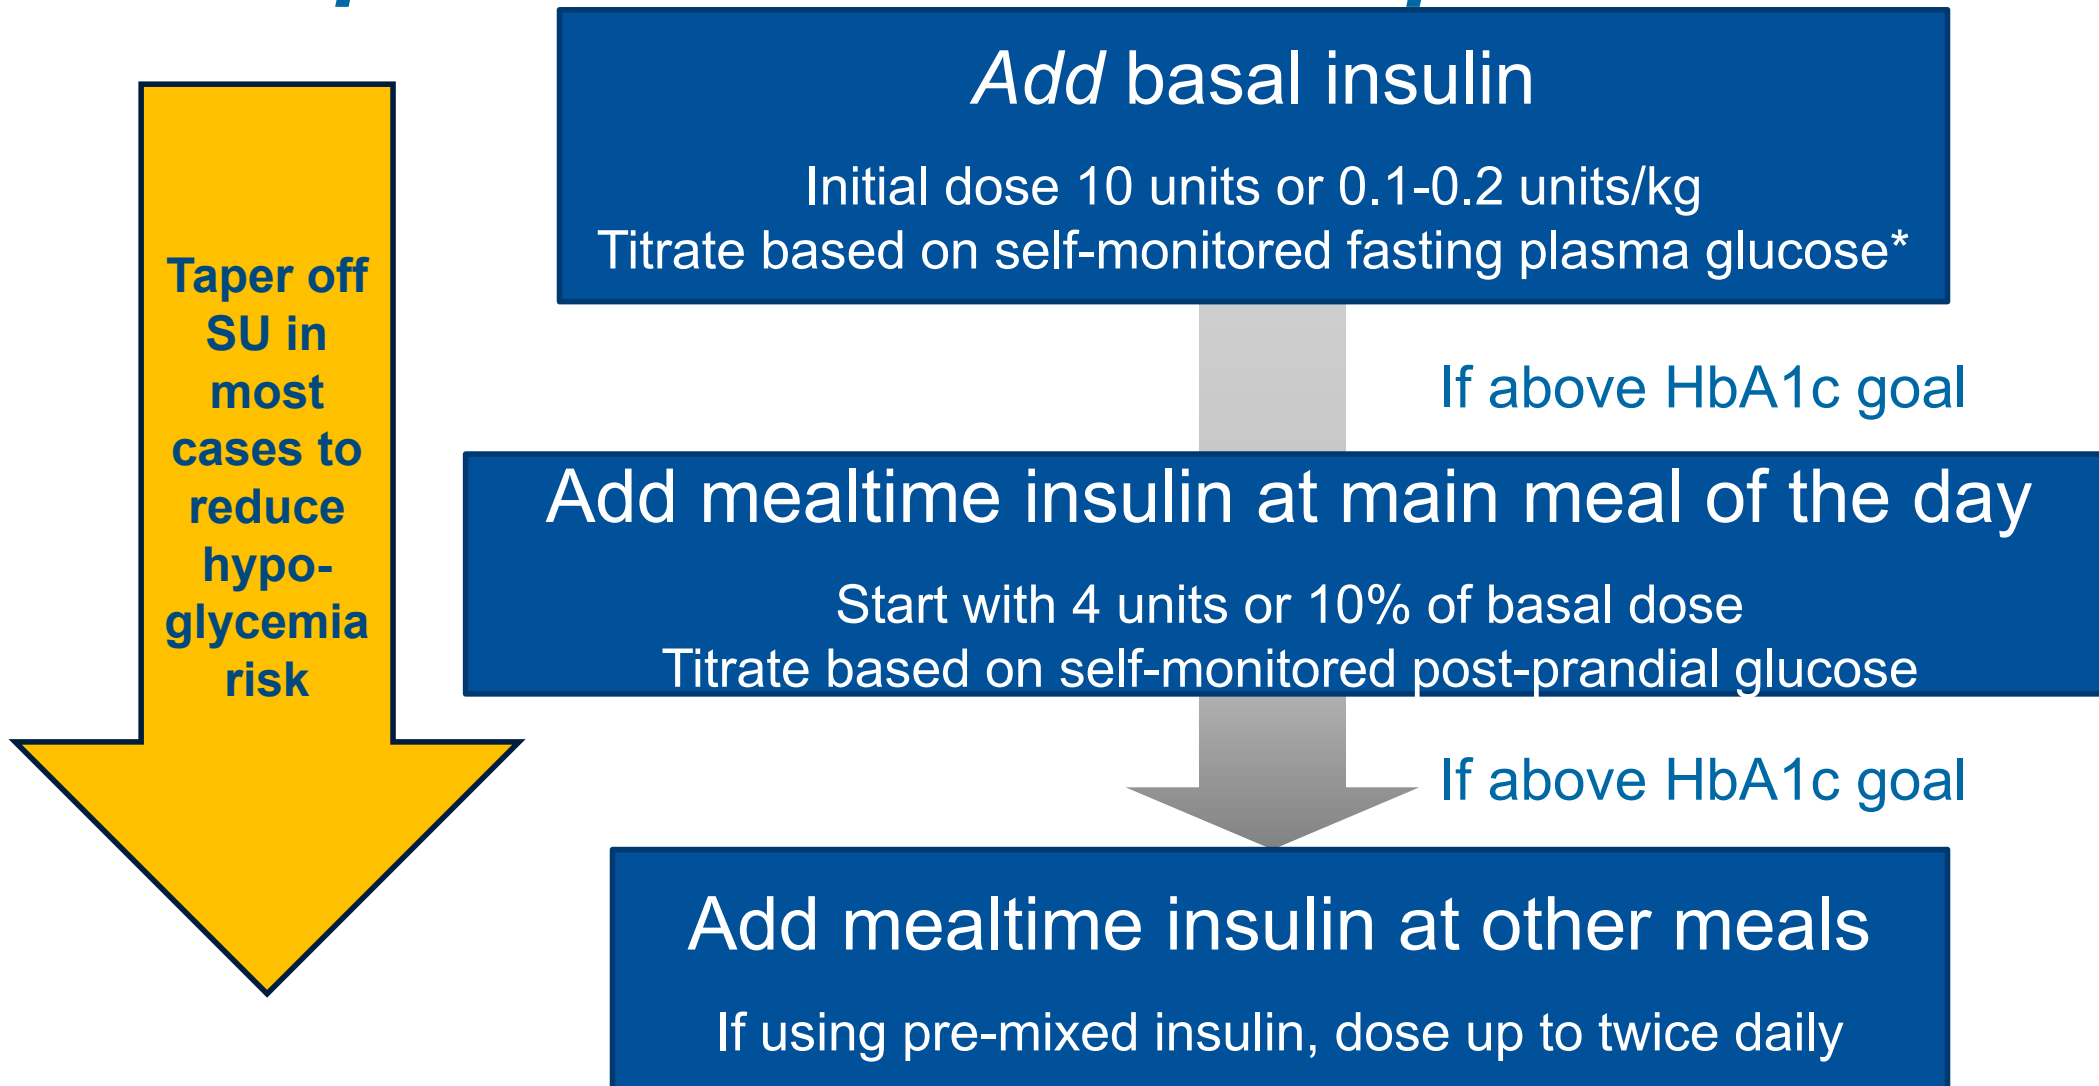 Add basal insulin
Initial dose 10 units or 0.1-0.2 units/kg
Titrate based on self-monitored fasting plasma glucose*
Taper off
SU in
most
cases to
reduce
hypo-
glycemia
risk
If above HbA1c goal
Add mealtime insulin at main meal of the day
Start with 4 units or 10% of basal dose
Titrate based on self-monitored post-prandial glucose
If above HbA1c goal
Add mealtime insulin at other meals
If using pre-mixed insulin, dose up to twice daily